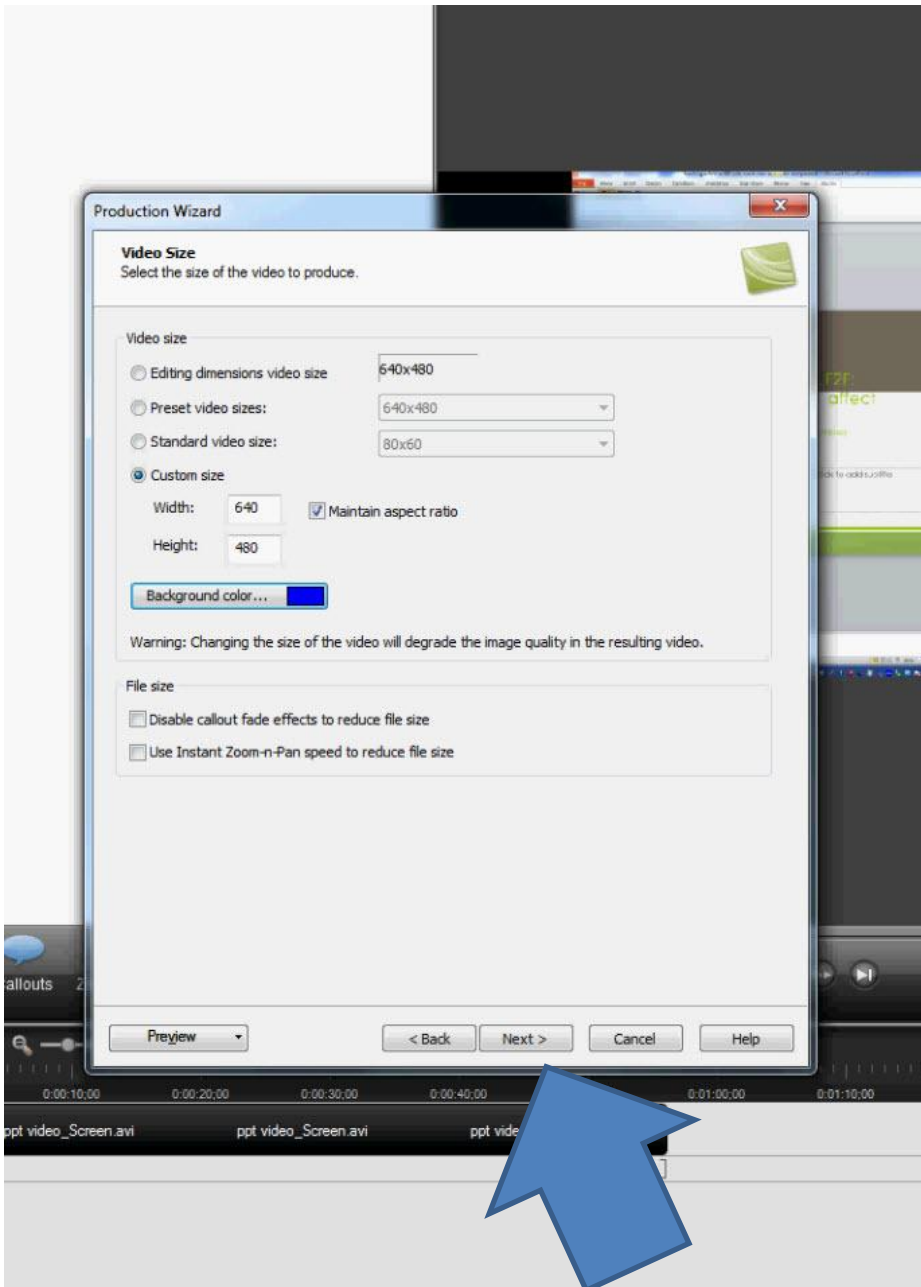 Production Wizard
Video Size
Select the size of the video to produce.
Video size
Editing dimensions video size 640x480
Preset video sizes: 640x480
Standard video size: 80x60
Custom size
Width: 640 Maintain aspect ratio
Height: 480
Background color...
Warning: Changing the size of the video will degrade the image quality in the resulting video.
File size
Disable callout fade effects to reduce file size
Use Instant Zoom-n-Pan speed to reduce file size
F2F:
affect
allouts
Preview < Back Next > Cancel Help
0:00:10;00 0:00:20;00 0:00:30;00 0:00:40;00 0:01:00;00 0:01:10;00
ppt video_Screen.avi ppt video_Screen.avi ppt vide